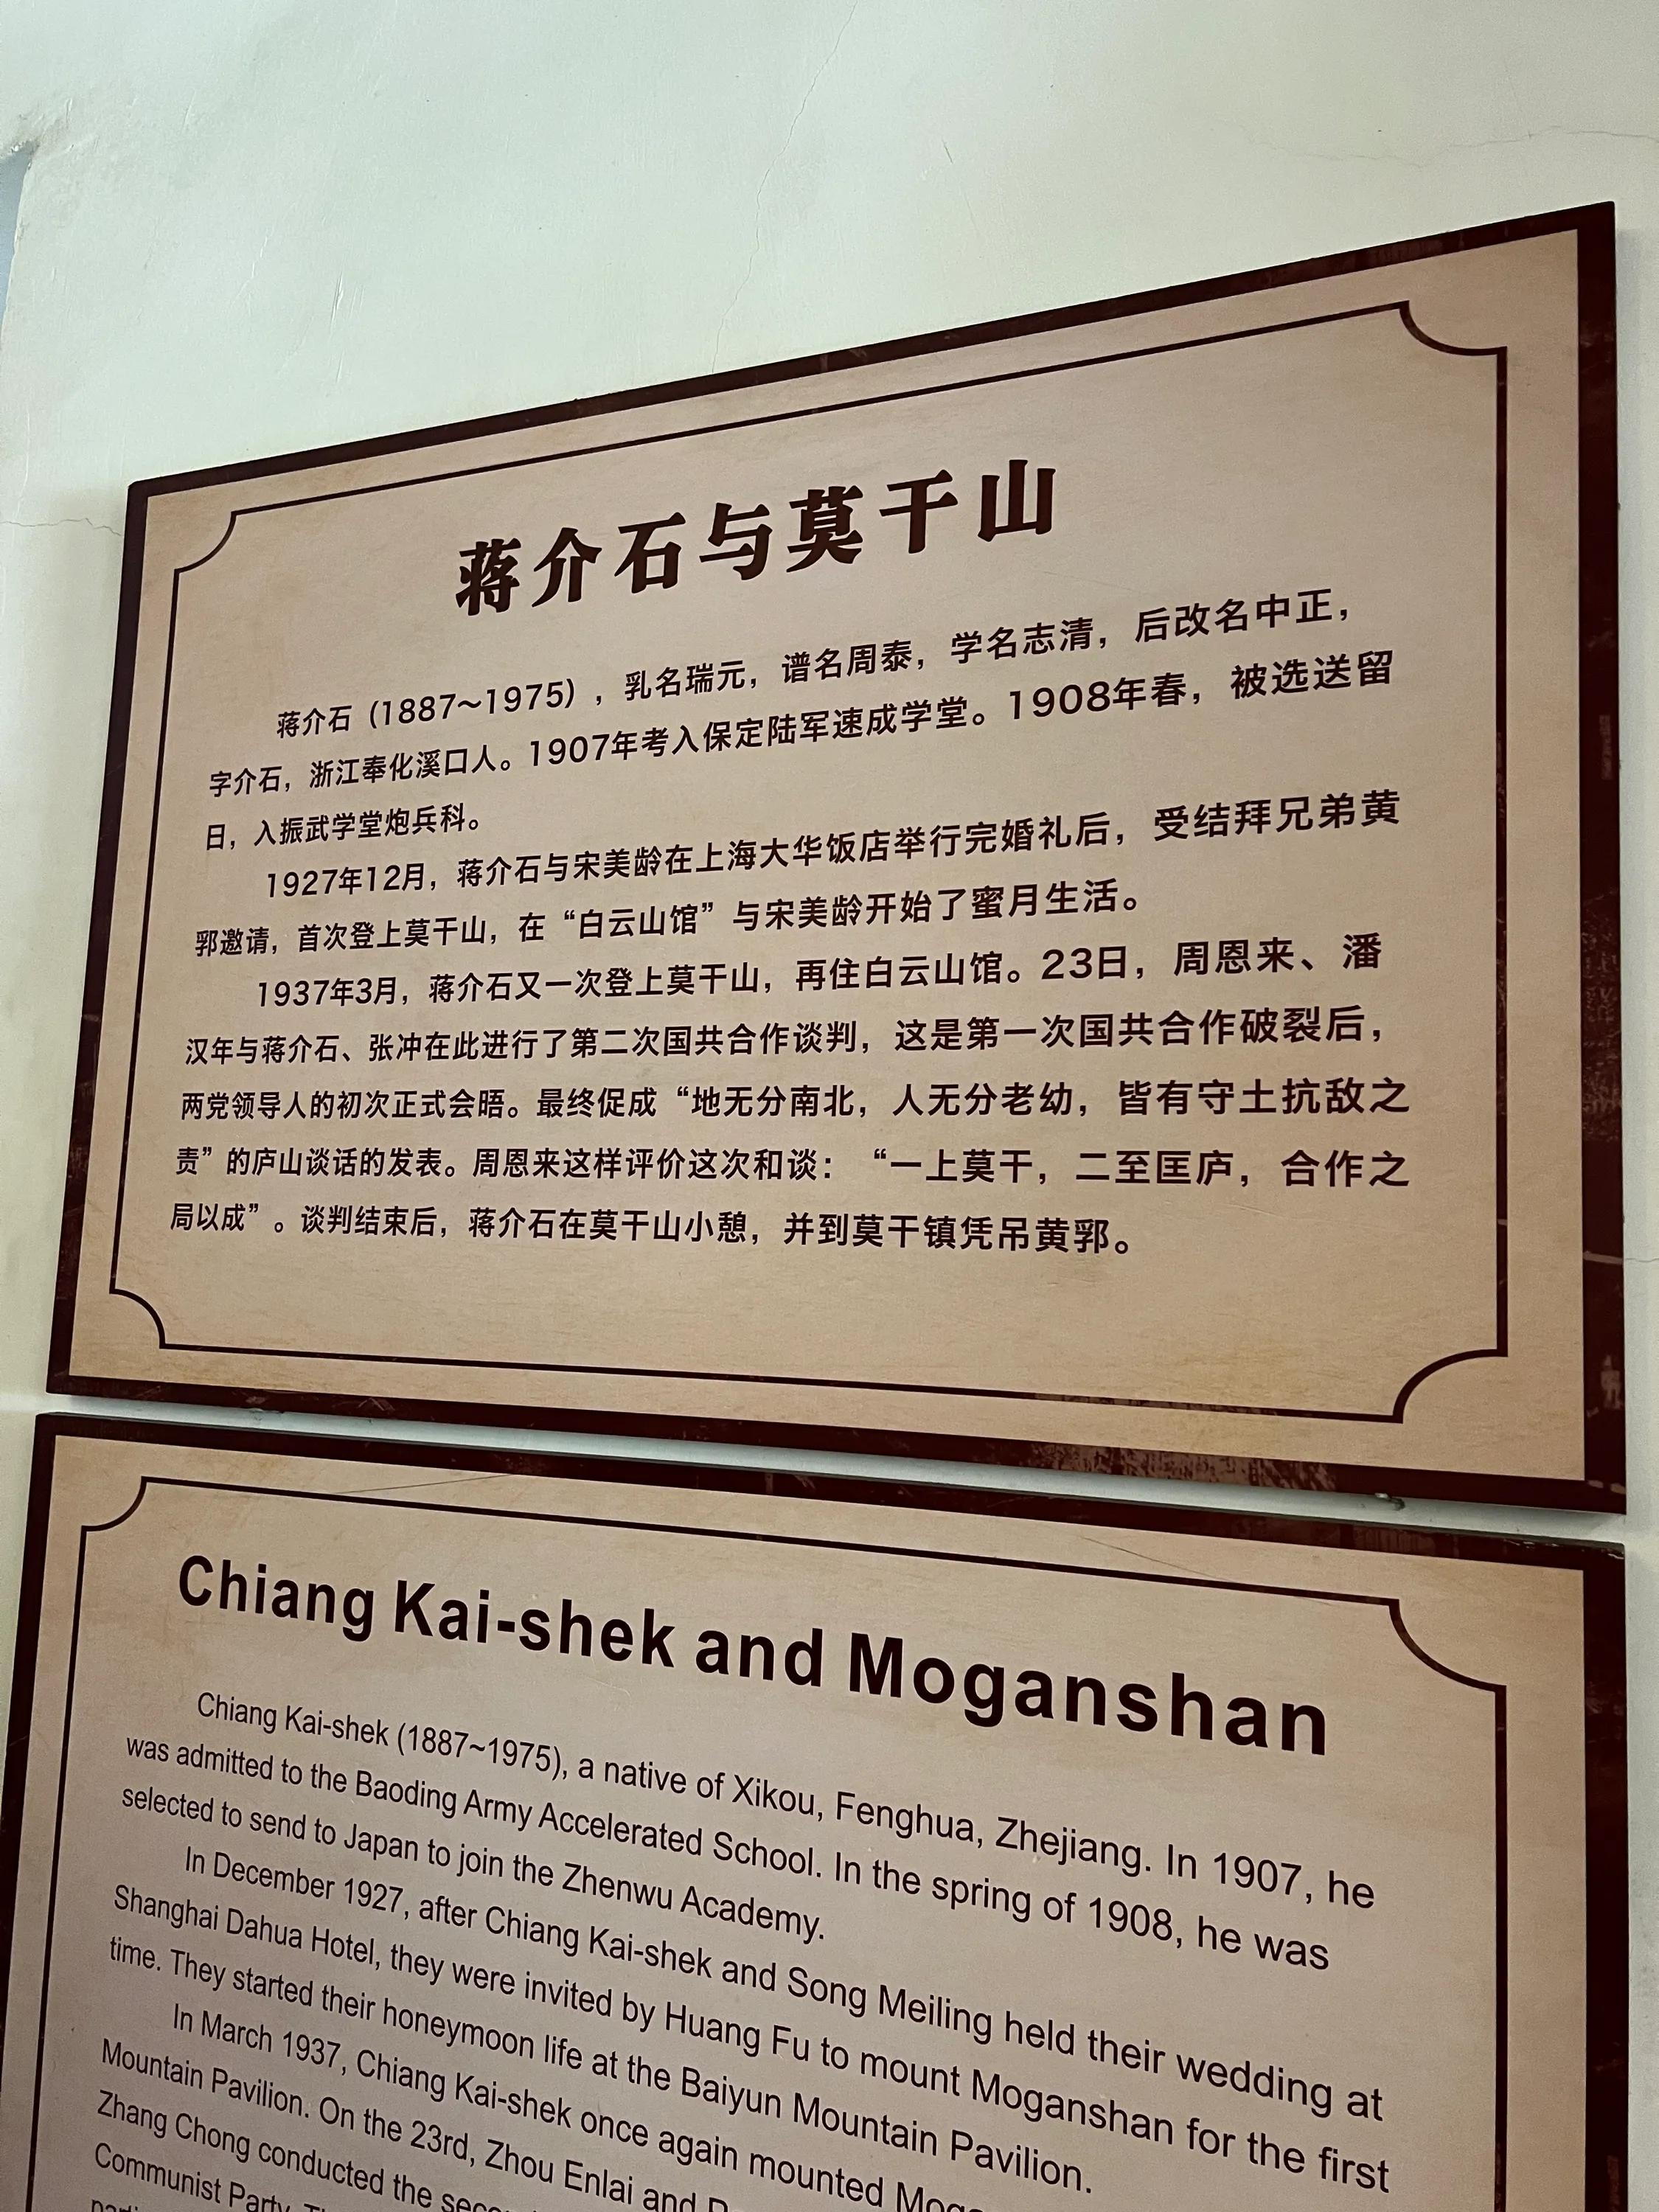 蒋介石与莫干山
蒋介石（1887～1975），乳名瑞元，谱名周泰，学名志清，后改名中正，
字介石，浙江奉化溪口人。1907年考入保定陆军速成学堂。1908年春，被选送留
日，入振武学堂炮兵科。
1927年12月，蒋介石与宋美龄在上海大华饭店举行完婚礼后，受结拜兄弟黄
郛邀请，首次登上莫干山，在“白云山馆”与宋美龄开始了蜜月生活。
1937年3月，蒋介石又一次登上莫干山，再住白云山馆。23日，周恩来、潘
汉年与蒋介石、张冲在此进行了第二次国共合作谈判，这是第一次国共合作破裂后，
两党领导人的初次正式会晤。最终促成“地无分南北，人无分老幼，皆有守土抗敌之
责”的庐山谈话的发表。周恩来这样评价这次和谈：“一上莫干，二至匡庐，合作之
局以成”。谈判结束后，蒋介石在莫干山小憩，并到莫干镇凭吊黄郛。
Chiang Kai-shek and Moganshan
Chiang Kai-shek (1887~1975), a native of Xikou, Fenghua, Zhejiang. In 1907, he
was admitted to the Baoding Army Accelerated School. In the spring of 1908, he was
selected to send to Japan to join the Zhenwu Academy.
In December 1927, after Chiang Kai-shek and Song Meiling held their wedding at
Shanghai Dahua Hotel, they were invited by Huang Fu to mount Moganshan for the first
time. They started their honeymoon life at the Baiyun Mountain Pavilion.
In March 1937, Chiang Kai-shek once again mounted
Mountain Pavilion. On the 23rd, Zhou Enlai and
Zhang Chong conducted the
Communist Party.